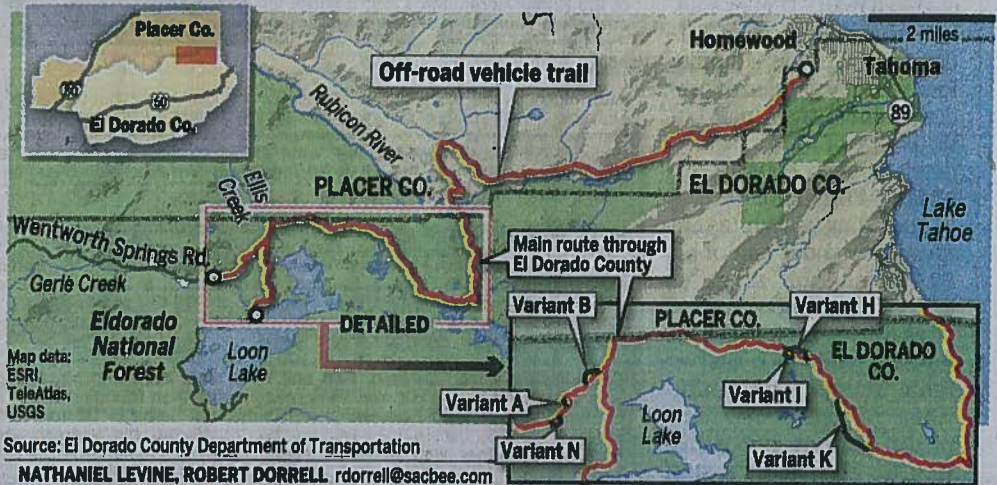 Placer Co.
80
50
El Dorado Co.
Off-road vehicle trail
Homewood
2 miles
Tahoma
89
Rubicon River
PLACER CO.
EL DORADO CO.
Lake
Tahoe
Ellis
Creek
Wentworth Springs Rd.
Gerle Creek
Main route through
El Dorado County
Eldorado
National
Forest
Loon
Lake
DETAILED
Map data:
ESRI,
TeleAtlas,
USGS
Variant B
PLACER CO.
Variant H
EL DORADO
CO.
Variant A
Variant I
Loon
Lake
Variant N
Variant K
Source: El Dorado County Department of Transportation
NATHANIEL LEVINE, ROBERT DORRELL rdorrell@sacbee.com